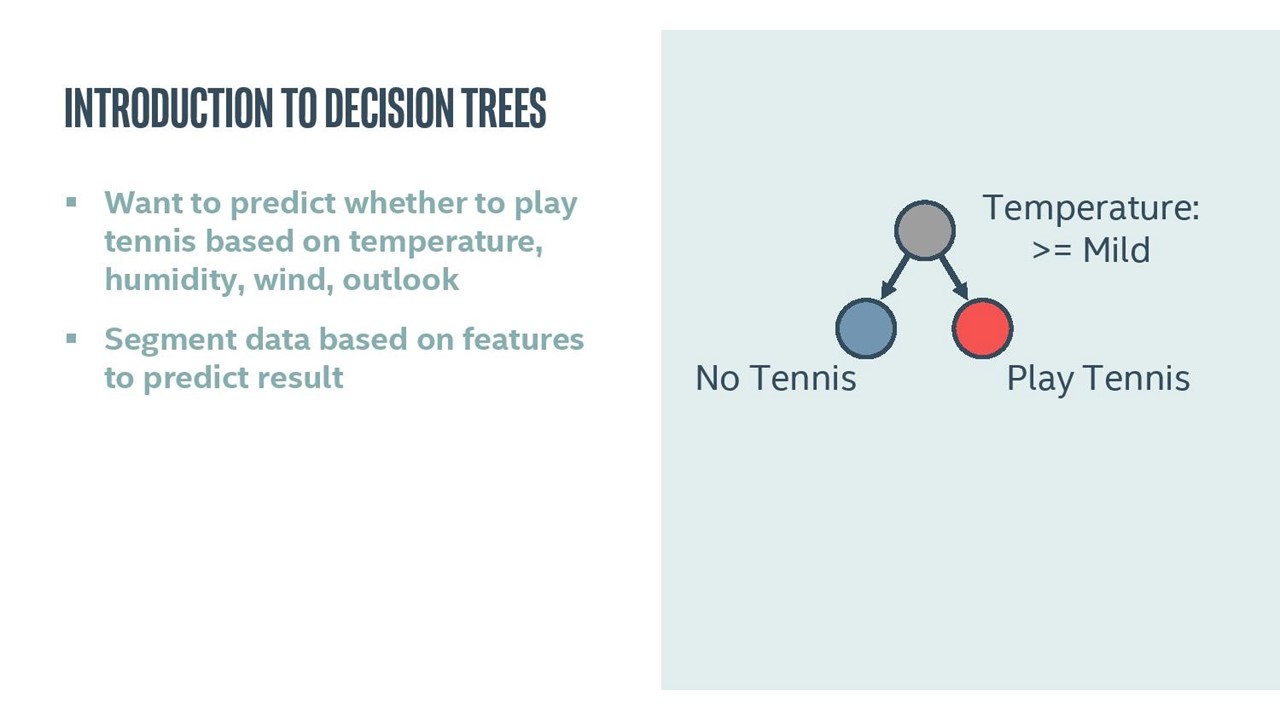 INTRODUCTION TO DECISION TREES
▪ Want to predict whether to play
tennis based on temperature,
humidity, wind, outlook
▪ Segment data based on features
to predict result
Temperature:
>= Mild
No Tennis
Play Tennis